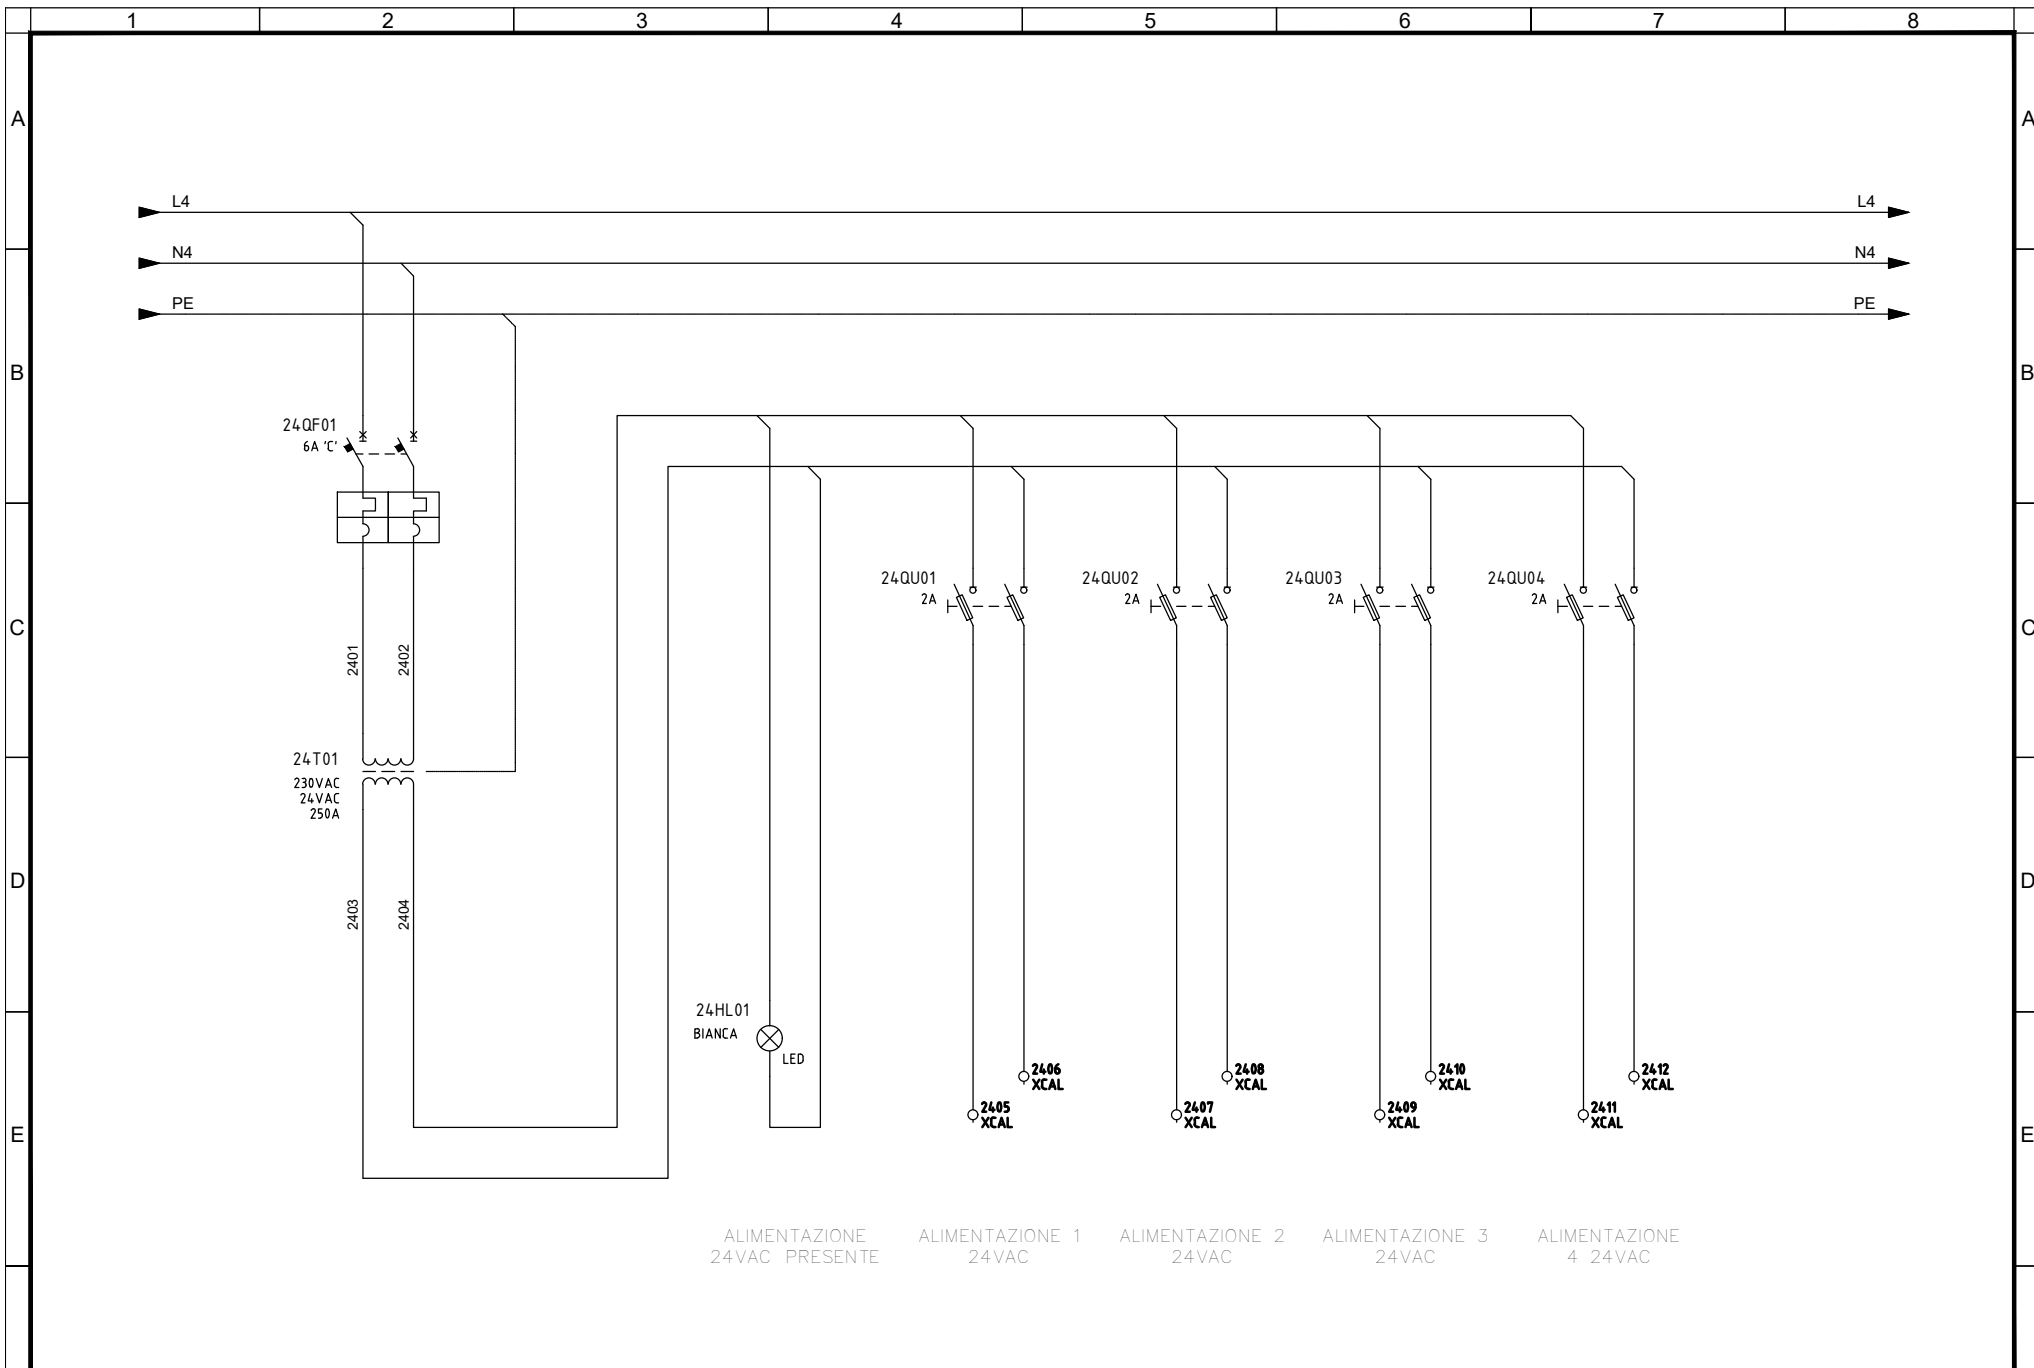 1 2 3 4 5 6 7 8
A A
L4 L4
N4 N4
PE PE
B B
24QF01
6A 'C'
24QU01
2A
24QU02
2A
24QU03
2A
24QU04
2A
C C
2401
2402
24T01
230VAC
24VAC
250A
D D
2403
2404
24HL01
BIANCA
LED
2406
XCAL
2405
XCAL
2408
XCAL
2407
XCAL
2410
XCAL
2409
XCAL
2412
XCAL
2411
XCAL
E E
ALIMENTAZIONE
24VAC PRESENTE
ALIMENTAZIONE 1
24VAC
ALIMENTAZIONE 2
24VAC
ALIMENTAZIONE 3
24VAC
ALIMENTAZIONE
4 24VAC